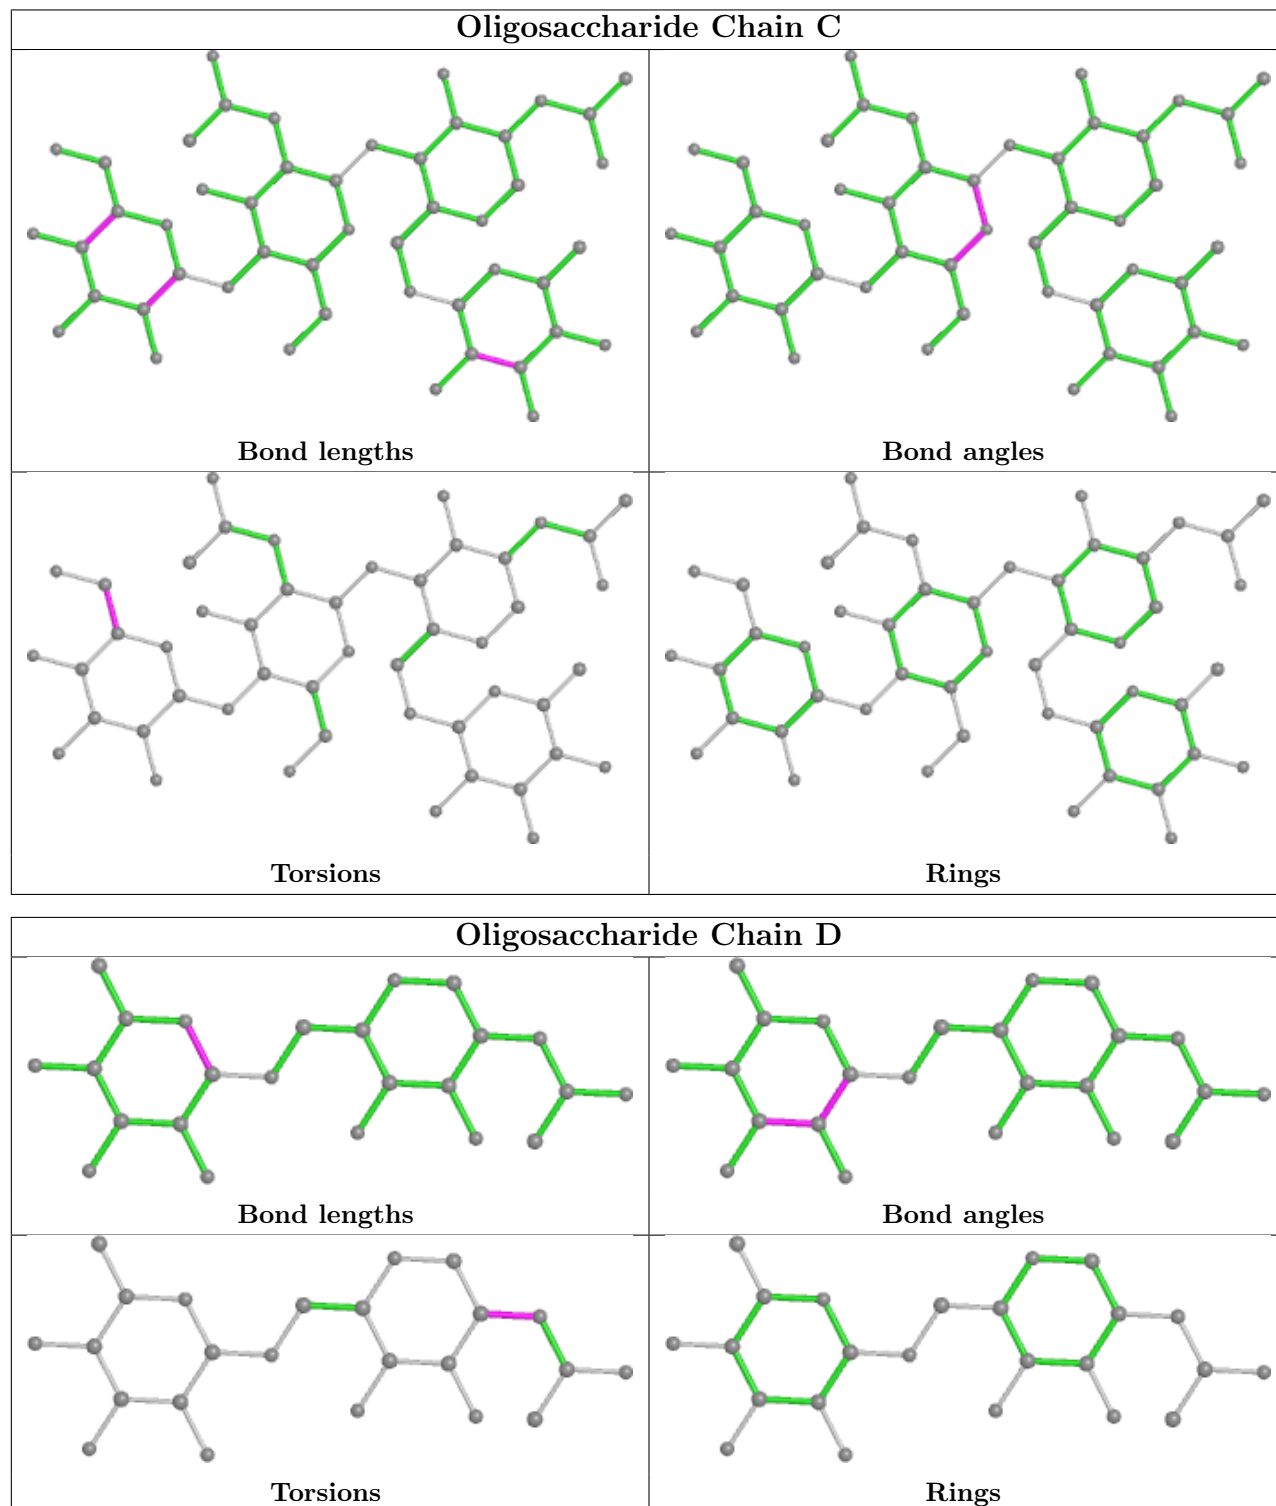 Oligosaccharide Chain C
Bond lengths
Bond angles
Torsions
Rings
Oligosaccharide Chain D
Bond lengths
Bond angles
Torsions
Rings